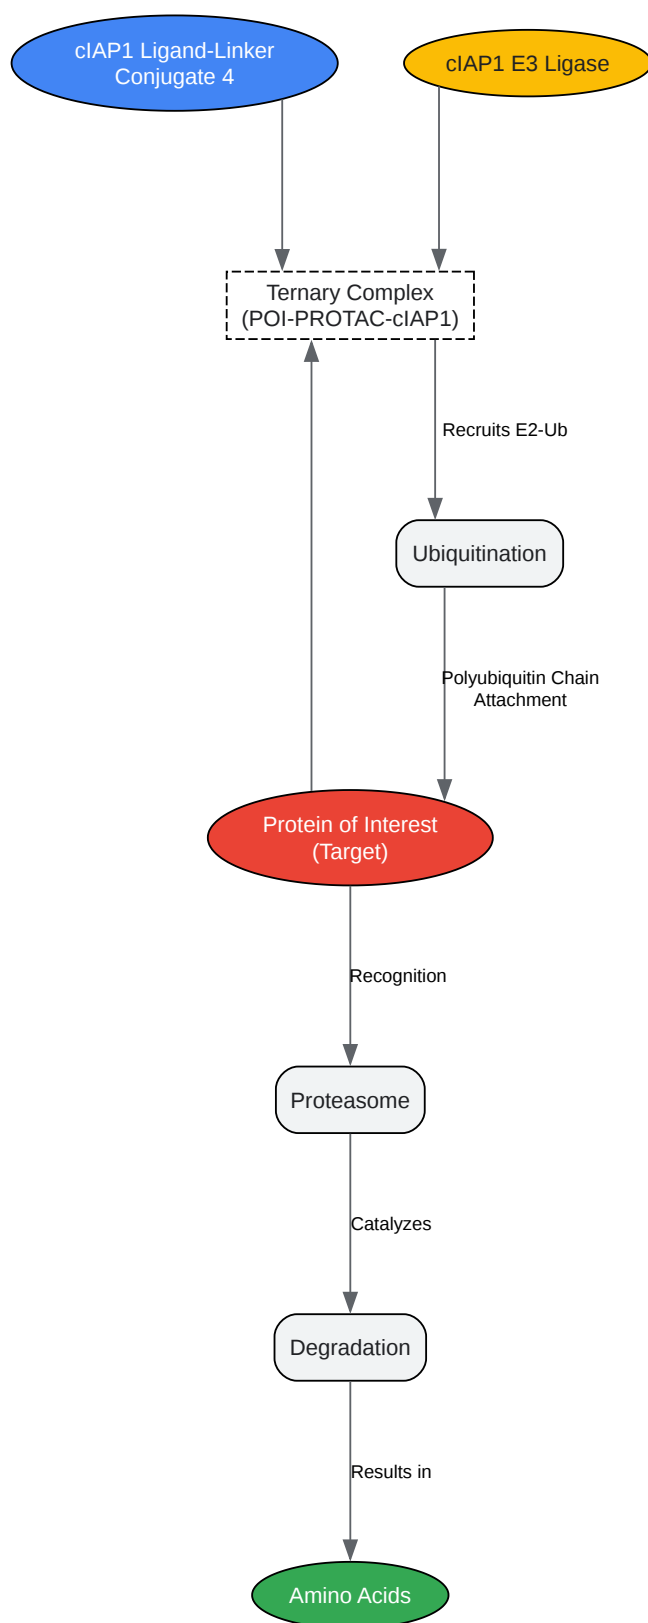 cIAP1 Ligand-Linker
Conjugate 4
cIAP1 E3 Ligase
Ternary Complex
(POI-PROTAC-cIAP1)
Recruits E2-Ub
Ubiquitination
Polyubiquitin Chain
Attachment
Protein of Interest
(Target)
Recognition
Proteasome
Catalyzes
Degradation
Results in
Amino Acids